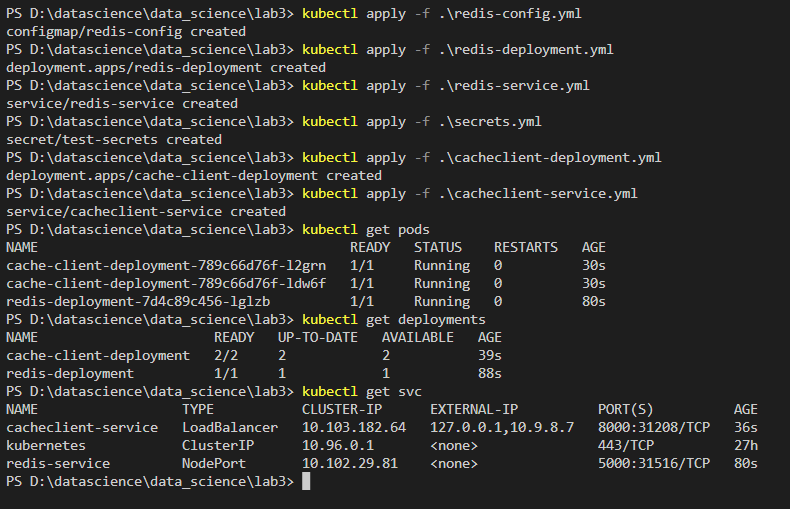 PS D:\datascience\data_science\lab3> kubectl apply -f .\redis-config.yml
configmap/redis-config created
PS D:\datascience\data_science\lab3> kubectl apply -f .\redis-deployment.yml
deployment.apps/redis-deployment created
PS D:\datascience\data_science\lab3> kubectl apply -f .\redis-service.yml
service/redis-service created
PS D:\datascience\data_science\lab3> kubectl apply -f .\secrets.yml
secret/test-secrets created
PS D:\datascience\data_science\lab3> kubectl apply -f .\cacheclient-deployment.yml
deployment.apps/cache-client-deployment created
PS D:\datascience\data_science\lab3> kubectl apply -f .\cacheclient-service.yml
service/cacheclient-service created
PS D:\datascience\data_science\lab3> kubectl get pods
NAME                                       READY   STATUS    RESTARTS   AGE
cache-client-deployment-789c66d76f-l2grn   1/1     Running   0          30s
cache-client-deployment-789c66d76f-ldw6f   1/1     Running   0          30s
redis-deployment-7d4c89c456-lglzb          1/1     Running   0          80s
PS D:\datascience\data_science\lab3> kubectl get deployments
NAME                      READY   UP-TO-DATE   AVAILABLE   AGE
cache-client-deployment   2/2     2            2           39s
redis-deployment          1/1     1            1           88s
PS D:\datascience\data_science\lab3> kubectl get svc
NAME                  TYPE           CLUSTER-IP      EXTERNAL-IP          PORT(S)          AGE
cacheclient-service   LoadBalancer   10.103.182.64   127.0.0.1,10.9.8.7   8000:31208/TCP   36s
kubernetes            ClusterIP      10.96.0.1       <none>               443/TCP          27h
redis-service         NodePort       10.102.29.81    <none>               5000:31516/TCP   80s
PS D:\datascience\data_science\lab3>